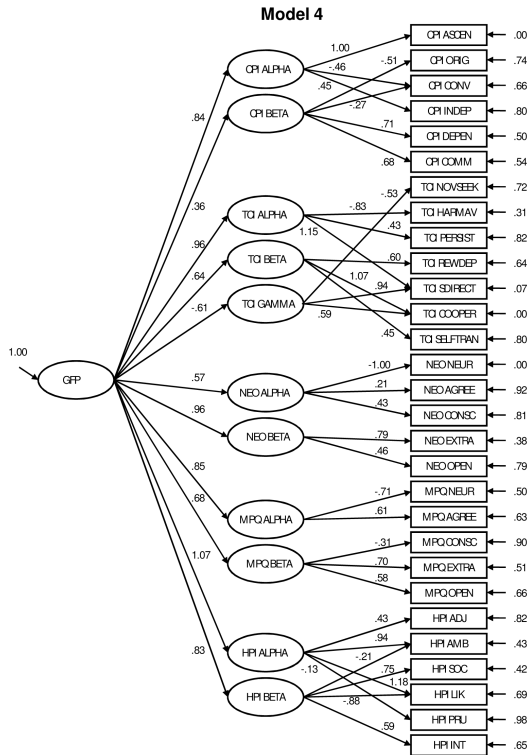 Model 4
CPI ASCEN .00
1.00
CPI ORIG .74
-.51
CPI ALPHA
-.46
CPI CONV .66
.45
-.27
CPI INDEP .80
CPI BETA
.71
CPI DEPEN .50
.84
.68
CPI COMM .54
-.53
TCI NOVSEEK .72
.36
TCI ALPHA
-.83
TCI HARMAV .31
.43
TCI PERSIST .82
.96
1.15
TCI BETA
.60
TCI REWDEP .64
.64
1.07
.94
TCI SDIRECT .07
-.61
TCI GAMMA
.59
TCI COOPER .00
.45
TCI SELFTRAN .80
1.00
GFP
-1.00
NEO NEUR .00
.57
NEO ALPHA
.21
NEO AGREE .92
.43
NEO CONSC .81
.96
NEO BETA
.79
NEO EXTRA .38
.46
NEO OPEN .79
.85
-.71
MPQ NEUR .50
.68
MPQ ALPHA
.61
MPQ AGREE .63
-.31
MPQ CONSC .90
1.07
MPQ BETA
.70
MPQ EXTRA .51
.58
MPQ OPEN .66
.43
HPI ADJ .82
.83
HPI ALPHA
.94
HPI AMB .43
-.21
-.13
.75
HPI SOC .42
1.18
HPI BETA
-.88
HPI LIK .69
HPI PRU .98
.59
HPI INT .65